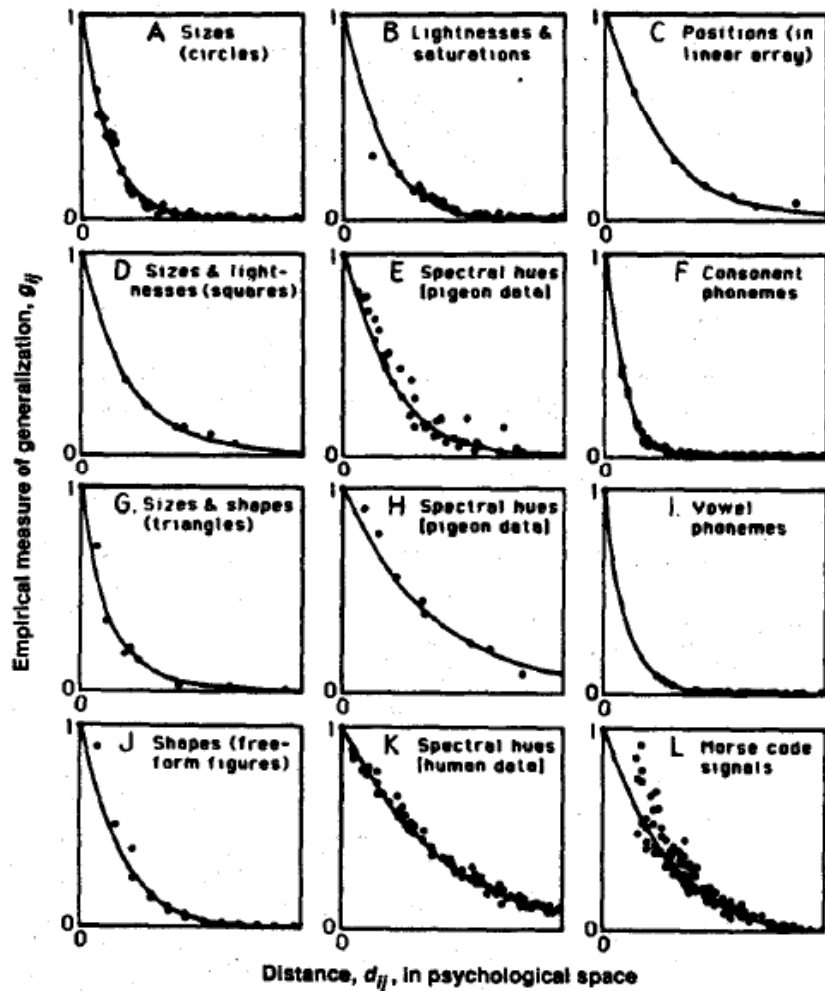 1
A Sizes
(circles)
0
0
B Lightnesses &
saturations
0
0
1
C Positions (in
linear array)
0
0
1
D Sizes & light-
nesses (squares)
0
0
1
E Spectral hues
[pigeon data]
0
0
1
F Consonant
phonemes
0
0
1
G. Sizes & shapes
(triangles)
0
0
1
H Spectral hues
[pigeon data]
0
0
1
I. Vowel
phonemes
0
0
1
J Shapes (free-
form figures)
0
0
1
K Spectral hues
[human data]
0
0
1
L Morse code
signals
0
0
Empirical measure of generalization, gij
Distance, dij, in psychological space